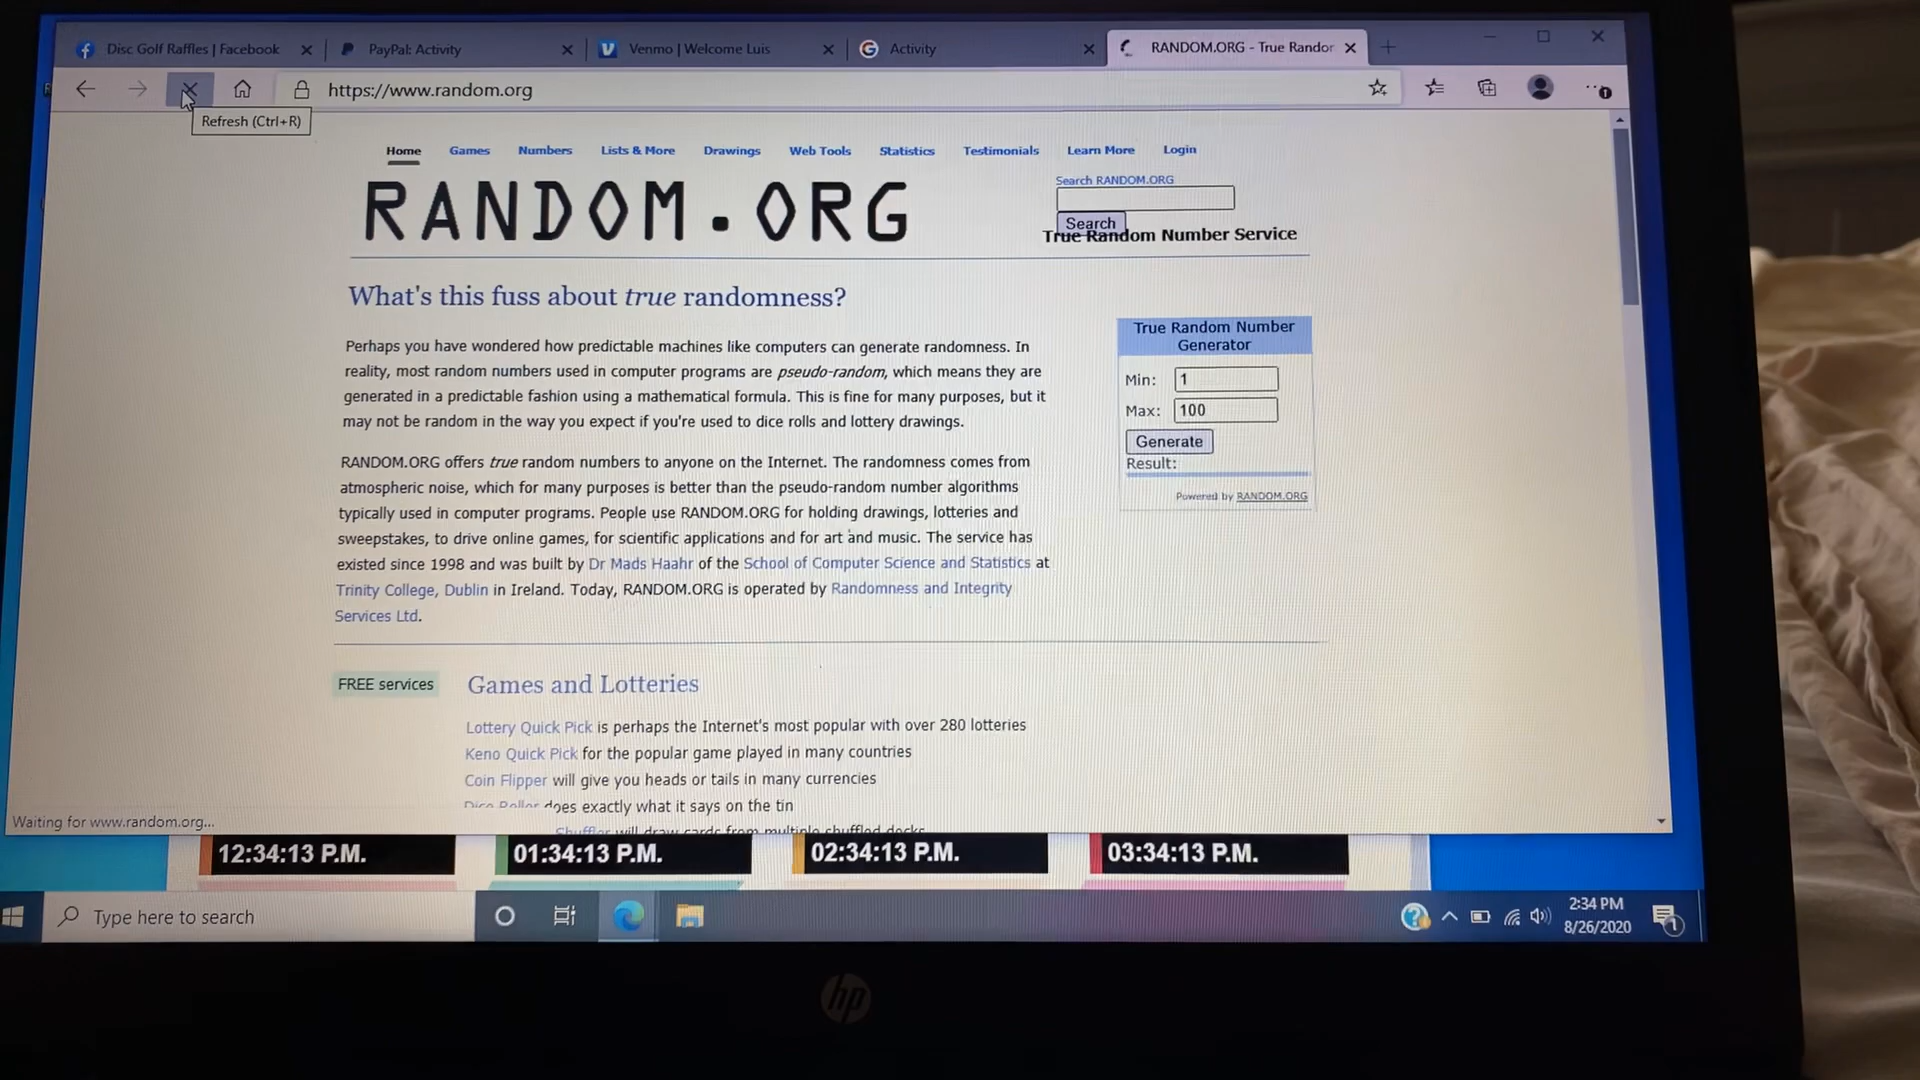 Disc Golf Raffles | Facebook
PayPal: Activity
Venmo | Welcome Luis
Activity
RANDOM.ORG - True Randor
https://www.random.org
Refresh (Ctrl+R)
Home Games Numbers Lists & More Drawings Web Tools Statistics Testimonials Learn More Login
RANDOM.ORG
Search RANDOM.ORG
Search
True Random Number Service
What's this fuss about true randomness?
Perhaps you have wondered how predictable machines like computers can generate randomness. In
reality, most random numbers used in computer programs are pseudo-random, which means they are
generated in a predictable fashion using a mathematical formula. This is fine for many purposes, but it
may not be random in the way you expect if you're used to dice rolls and lottery drawings.
RANDOM.ORG offers true random numbers to anyone on the Internet. The randomness comes from
atmospheric noise, which for many purposes is better than the pseudo-random number algorithms
typically used in computer programs. People use RANDOM.ORG for holding drawings, lotteries and
sweepstakes, to drive online games, for scientific applications and for art and music. The service has
existed since 1998 and was built by Dr Mads Haahr of the School of Computer Science and Statistics at
Trinity College, Dublin in Ireland. Today, RANDOM.ORG is operated by Randomness and Integrity
Services Ltd.
True Random Number
Generator
Min: 1
Max: 100
Generate
Result:
Powered by RANDOM.ORG
FREE services
Games and Lotteries
Lottery Quick Pick is perhaps the Internet's most popular with over 280 lotteries
Keno Quick Pick for the popular game played in many countries
Coin Flipper will give you heads or tails in many currencies
Dice Roller does exactly what it says on the tin
Shuffler will draw cards from multiple shuffled decks
Waiting for www.random.org...
12:34:13 P.M.
01:34:13 P.M.
02:34:13 P.M.
03:34:13 P.M.
Type here to search
2:34 PM
8/26/2020
1
hp